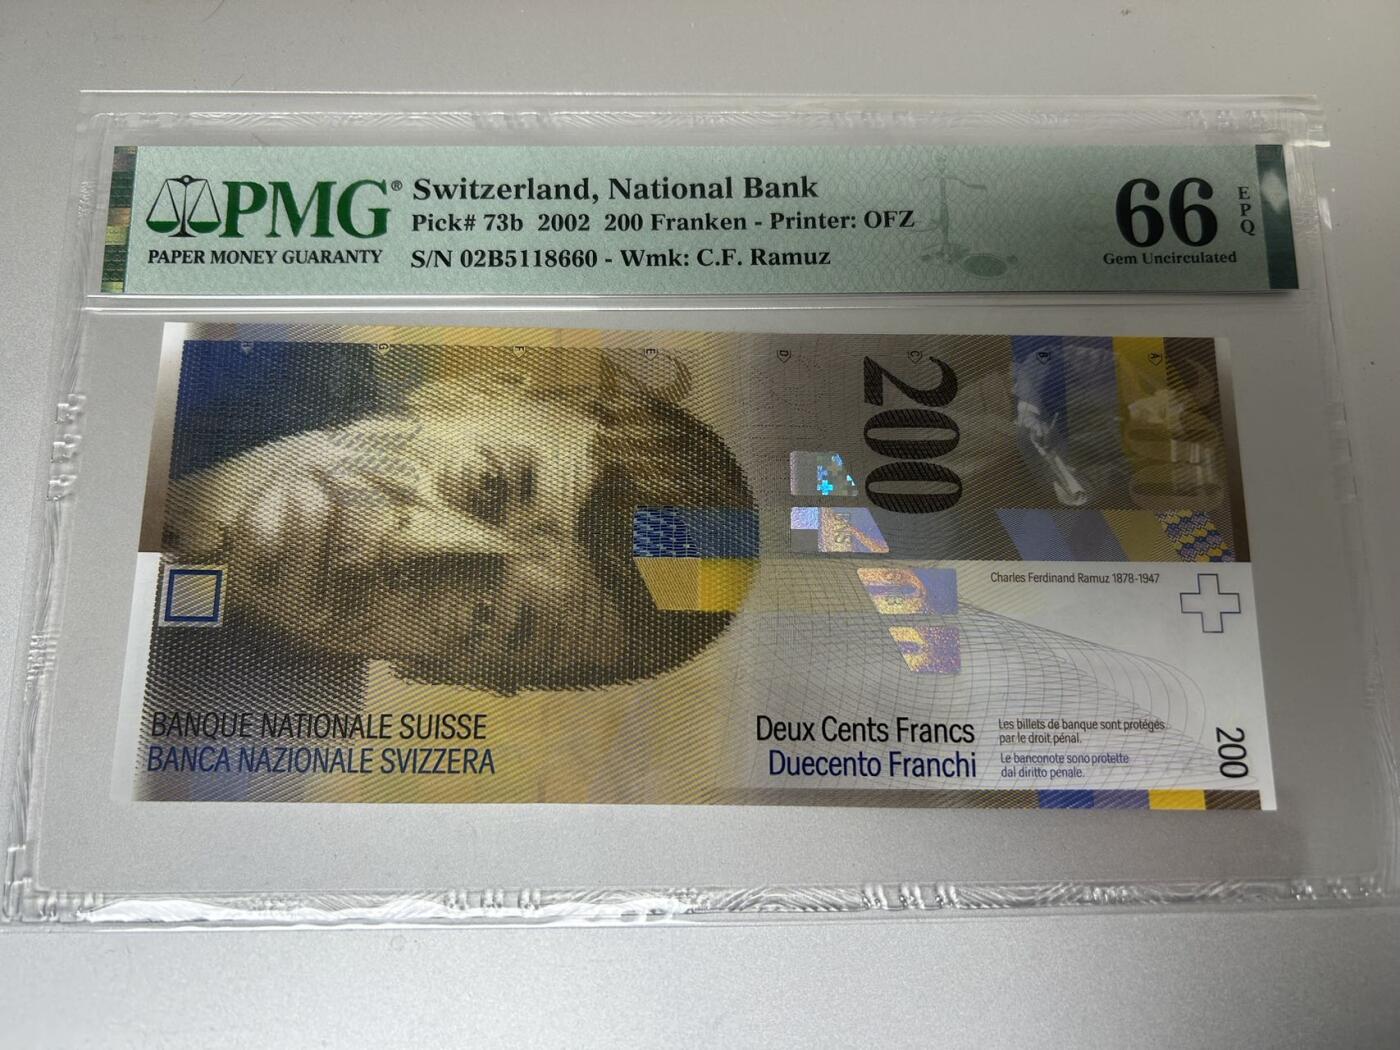 PMG®
PAPER MONEY GUARANTY
Switzerland, National Bank
Pick# 73b 2002 200 Franken - Printer: OFZ
S/N 02B5118660 - Wmk: C.F. Ramuz
66 EPQ
Gem Uncirculated
H G F E D C B A
200
Charles Ferdinand Ramuz 1878-1947
BANQUE NATIONALE SUISSE
BANCA NAZIONALE SVIZZERA
Deux Cents Francs
Duecento Franchi
Les billets de banque sont protégés
par le droit pénal.
Le banconote sono protette
dal diritto penale.
200